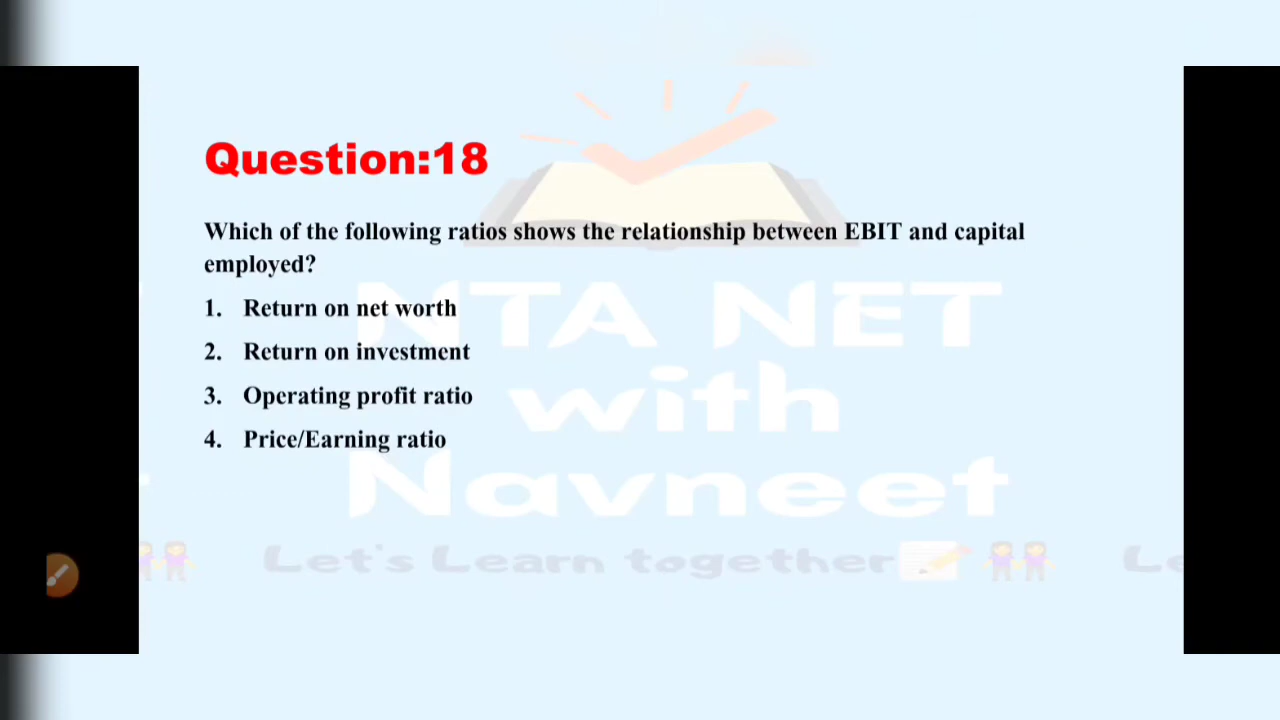 Question:18
Which of the following ratios shows the relationship between EBIT and capital
employed?
1. Return on net worth
2. Return on investment
3. Operating profit ratio
4. Price/Earning ratio
NTA NET
with
Navneet
Let's Learn together